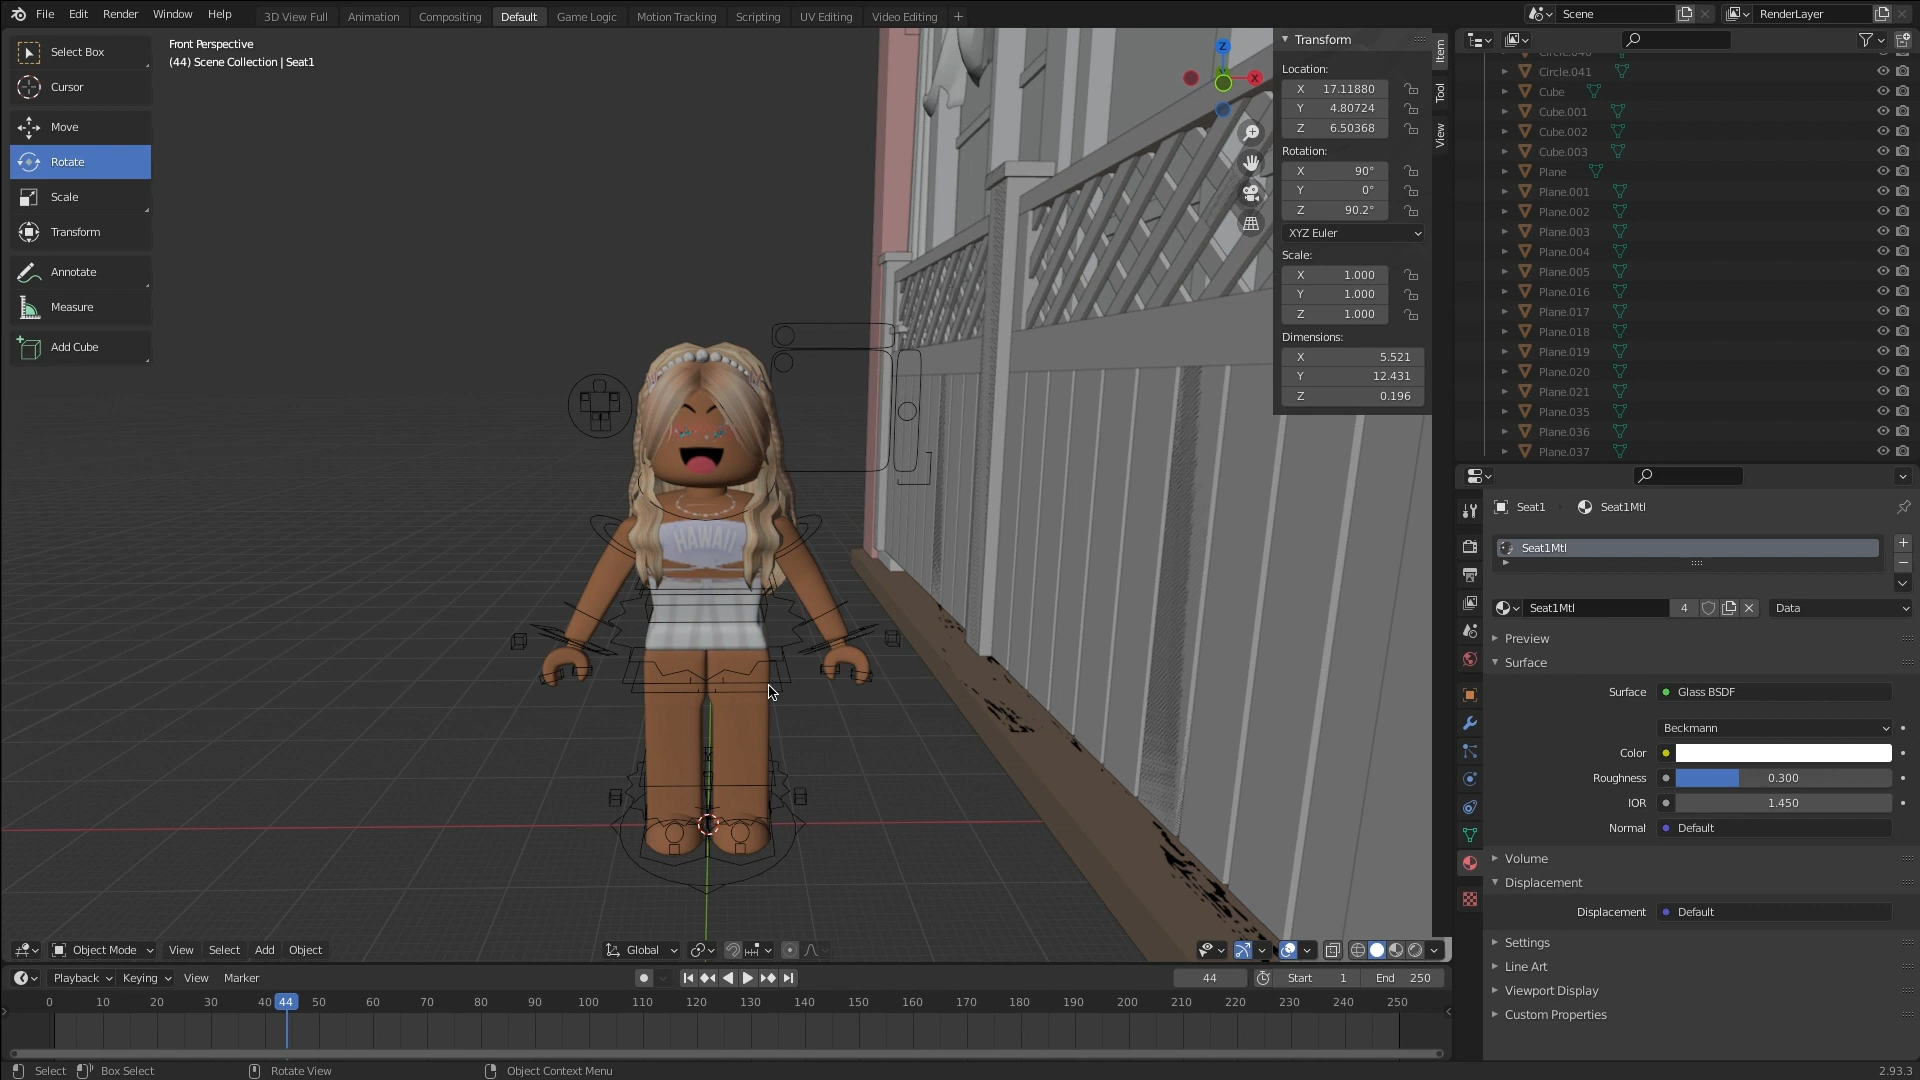 File Edit Render Window Help
3D View Full Animation Compositing Default Game Logic Motion Tracking Scripting UV Editing Video Editing +
Scene
RenderLayer
Select Box
Cursor
Move
Rotate
Scale
Transform
Annotate
Measure
Add Cube
Front Perspective
(44) Scene Collection | Seat1
Z
X
HAWAII
Transform
Location:
X 17.11880
Y 4.80724
Z 6.50368
Rotation:
X 90°
Y 0°
Z 90.2°
XYZ Euler
Scale:
X 1.000
Y 1.000
Z 1.000
Dimensions:
X 5.521
Y 12.431
Z 0.196
Item
Tool
View
Circle.041
Cube
Cube.001
Cube.002
Cube.003
Plane
Plane.001
Plane.002
Plane.003
Plane.004
Plane.005
Plane.016
Plane.017
Plane.018
Plane.019
Plane.020
Plane.021
Plane.035
Plane.036
Plane.037
Seat1 Seat1Mtl
Seat1Mtl
Seat1Mtl 4 Data
Preview
Surface
Surface Glass BSDF
Beckmann
Color
Roughness 0.300
IOR 1.450
Normal Default
Volume
Displacement
Displacement Default
Settings
Line Art
Viewport Display
Custom Properties
Object Mode View Select Add Object
Global
Playback Keying View Marker
44 Start 1 End 250
0 10 20 30 40 44 50 60 70 80 90 100 110 120 130 140 150 160 170 180 190 200 210 220 230 240 250
Select Box Select Rotate View Object Context Menu
2.93.3